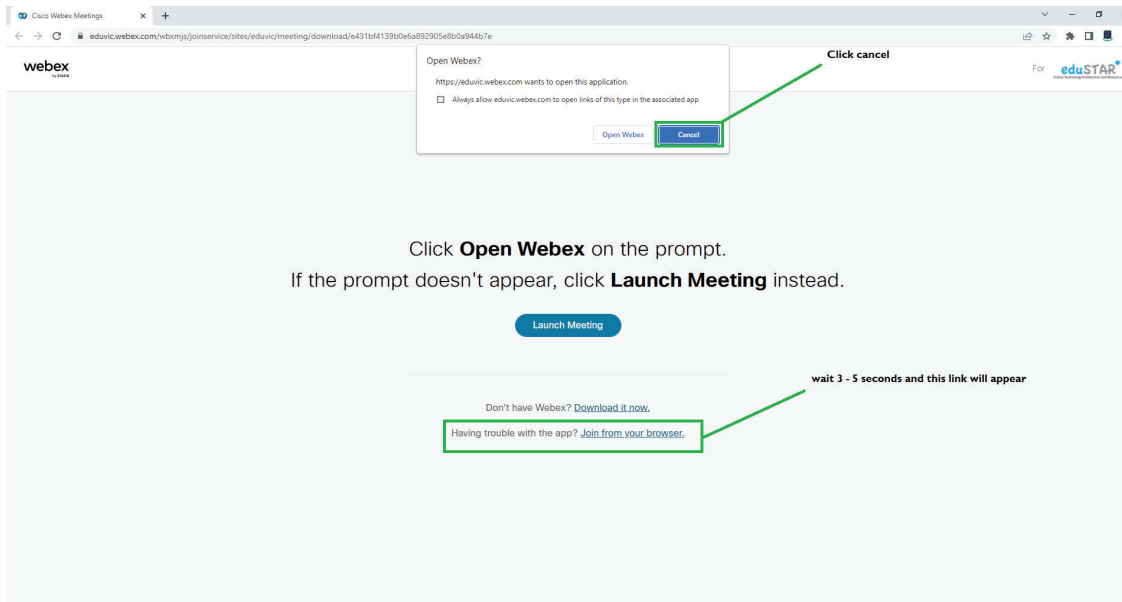 Cisco Webex Meetings
eduvic.webex.com/wbxmjs/joinservice/sites/eduvic/meeting/download/e431bf4139b0e6a892905e8b0a944b7e
webex
by CISCO
For eduSTAR
Open Webex?
https://eduvic.webex.com wants to open this application.
Always allow eduvic.webex.com to open links of this type in the associated app
Open Webex Cancel
Click cancel
Click Open Webex on the prompt.
If the prompt doesn't appear, click Launch Meeting instead.
Launch Meeting
wait 3 - 5 seconds and this link will appear
Don't have Webex? Download it now.
Having trouble with the app? Join from your browser.